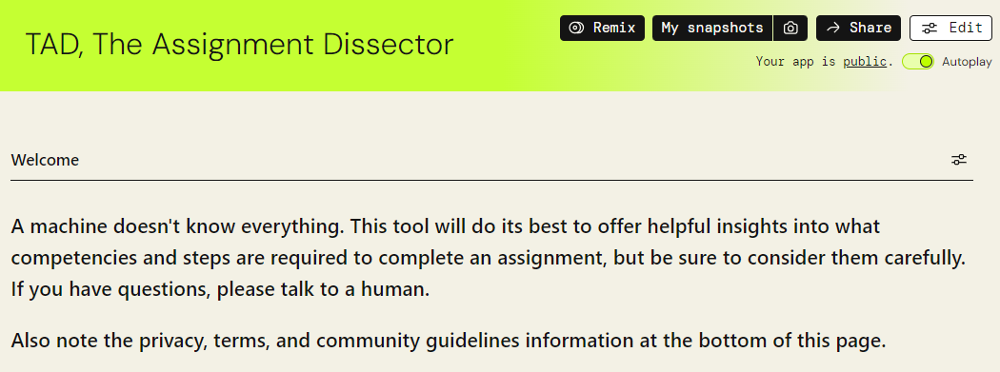 TAD, The Assignment Dissector
Remix
My snapshots
Share
Edit
Your app is public.
Autoplay
Welcome
A machine doesn't know everything. This tool will do its best to offer helpful insights into what
competencies and steps are required to complete an assignment, but be sure to consider them carefully.
If you have questions, please talk to a human.
Also note the privacy, terms, and community guidelines information at the bottom of this page.